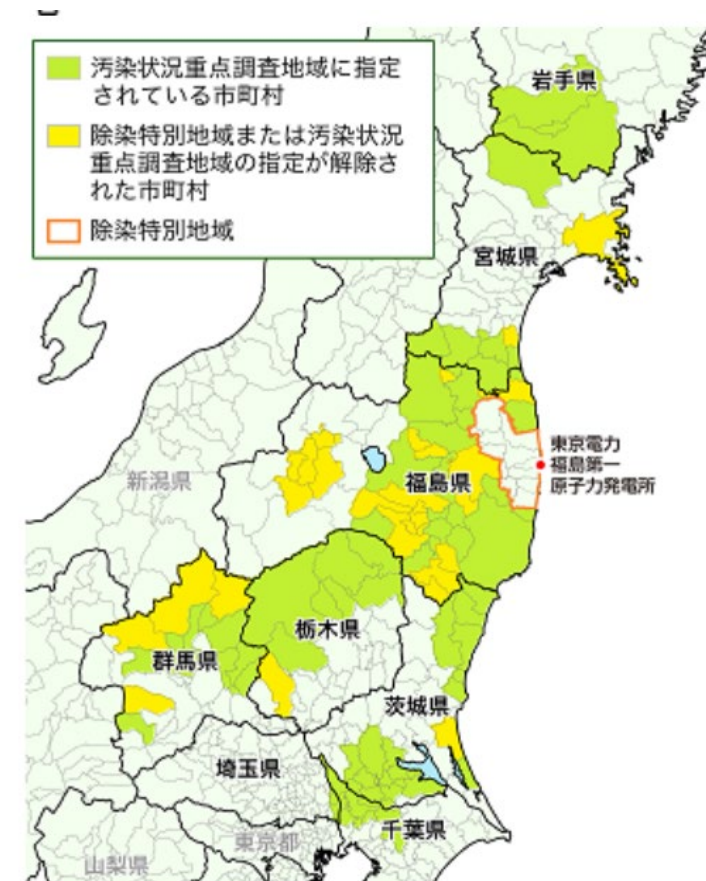 汚染状況重点調査地域に指定
されている市町村
除染特別地域または汚染状況
重点調査地域の指定が解除さ
れた市町村
除染特別地域
岩手県
宮城県
東京電力
福島第一
原子力発電所
新潟県
福島県
栃木県
群馬県
茨城県
埼玉県
東京都
千葉県
山梨県